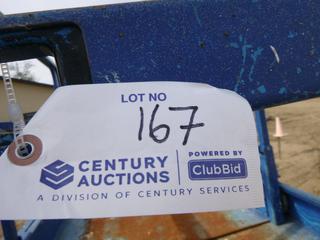 LOT NO
167
CENTURY AUCTIONS
POWERED BY
ClubBid
A DIVISION OF CENTURY SERVICES